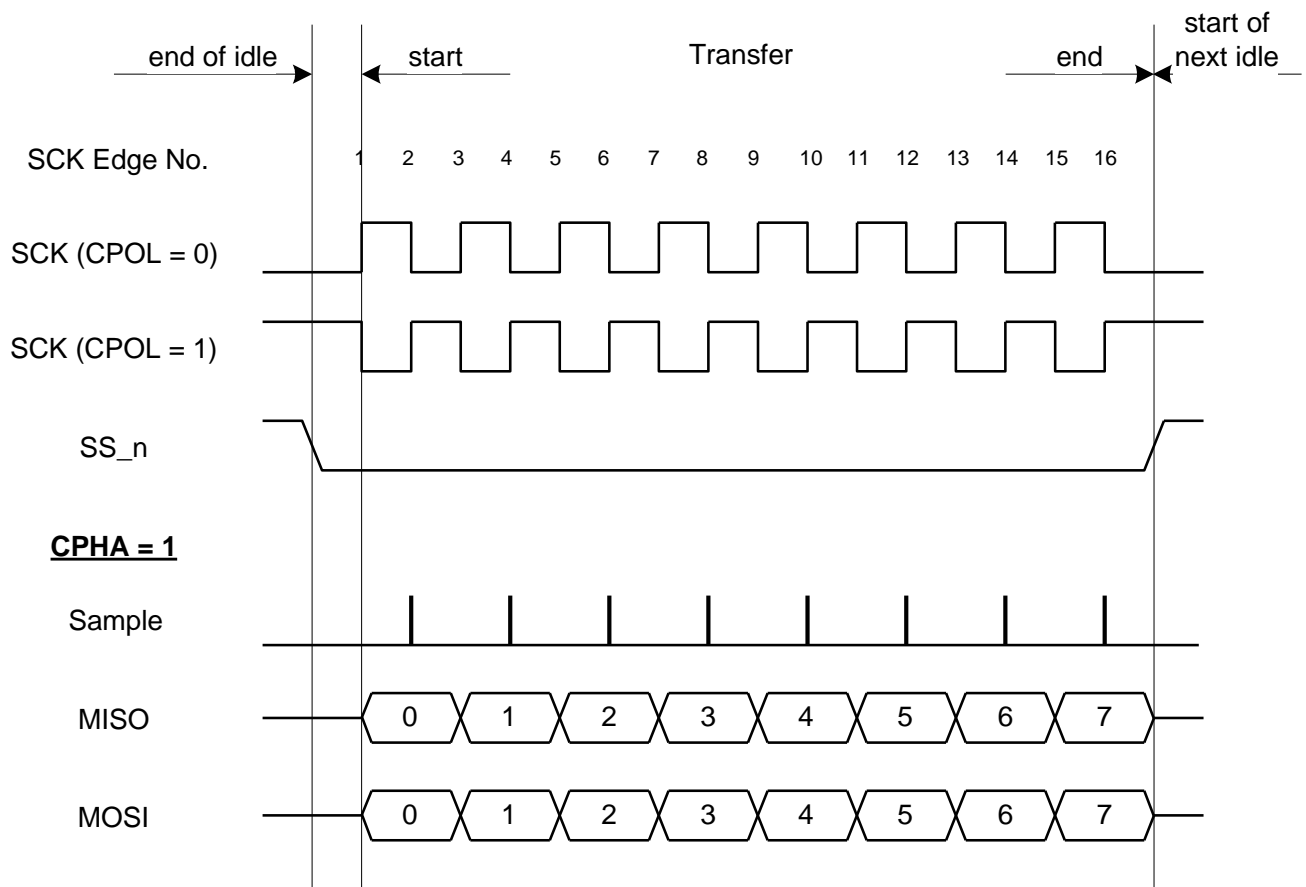 start of
next idle
end of idle
start
Transfer
end
SCK Edge No.
1 2 3 4 5 6 7 8 9 10 11 12 13 14 15 16
SCK (CPOL = 0)
SCK (CPOL = 1)
SS_n
CPHA = 1
Sample
MISO
0 1 2 3 4 5 6 7
MOSI
0 1 2 3 4 5 6 7